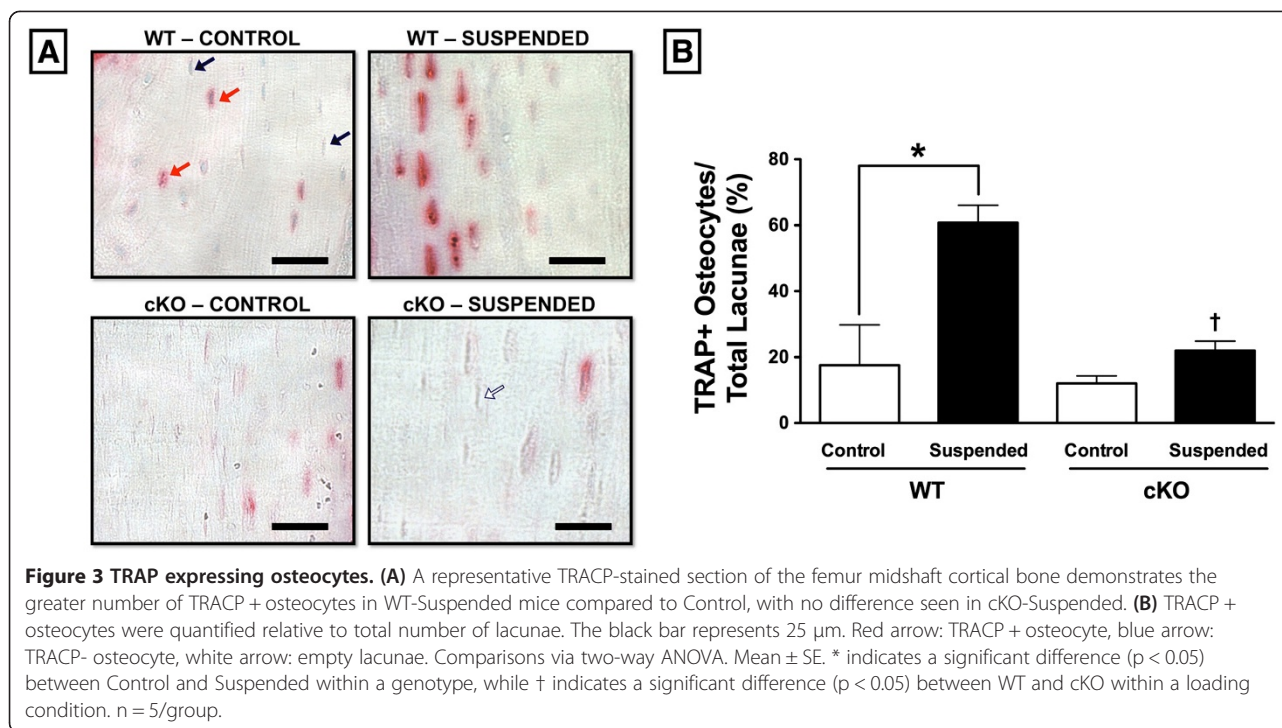 A
WT – CONTROL
WT – SUSPENDED
cKO – CONTROL
cKO – SUSPENDED
B
TRAP+ Osteocytes/
Total Lacunae (%)
80
60
40
20
0
*
†
Control
Suspended
Control
Suspended
WT
cKO
Figure 3 TRAP expressing osteocytes. (A) A representative TRACP-stained section of the femur midshaft cortical bone demonstrates the
greater number of TRACP + osteocytes in WT-Suspended mice compared to Control, with no difference seen in cKO-Suspended. (B) TRACP +
osteocytes were quantified relative to total number of lacunae. The black bar represents 25 μm. Red arrow: TRACP + osteocyte, blue arrow:
TRACP- osteocyte, white arrow: empty lacunae. Comparisons via two-way ANOVA. Mean ± SE. * indicates a significant difference (p < 0.05)
between Control and Suspended within a genotype, while † indicates a significant difference (p < 0.05) between WT and cKO within a loading
condition. n = 5/group.